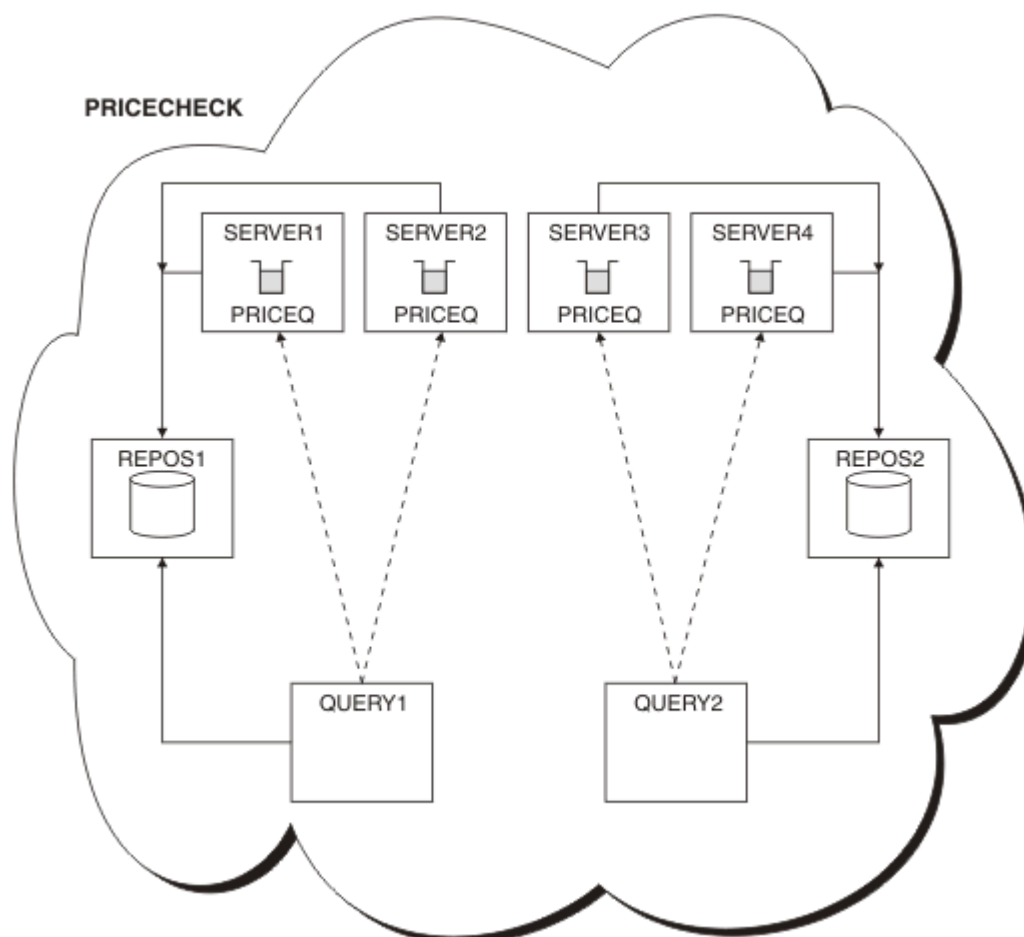 PRICECHECK
SERVER1
SERVER2
SERVER3
SERVER4
PRICEQ
PRICEQ
PRICEQ
PRICEQ
REPOS1
REPOS2
QUERY1
QUERY2